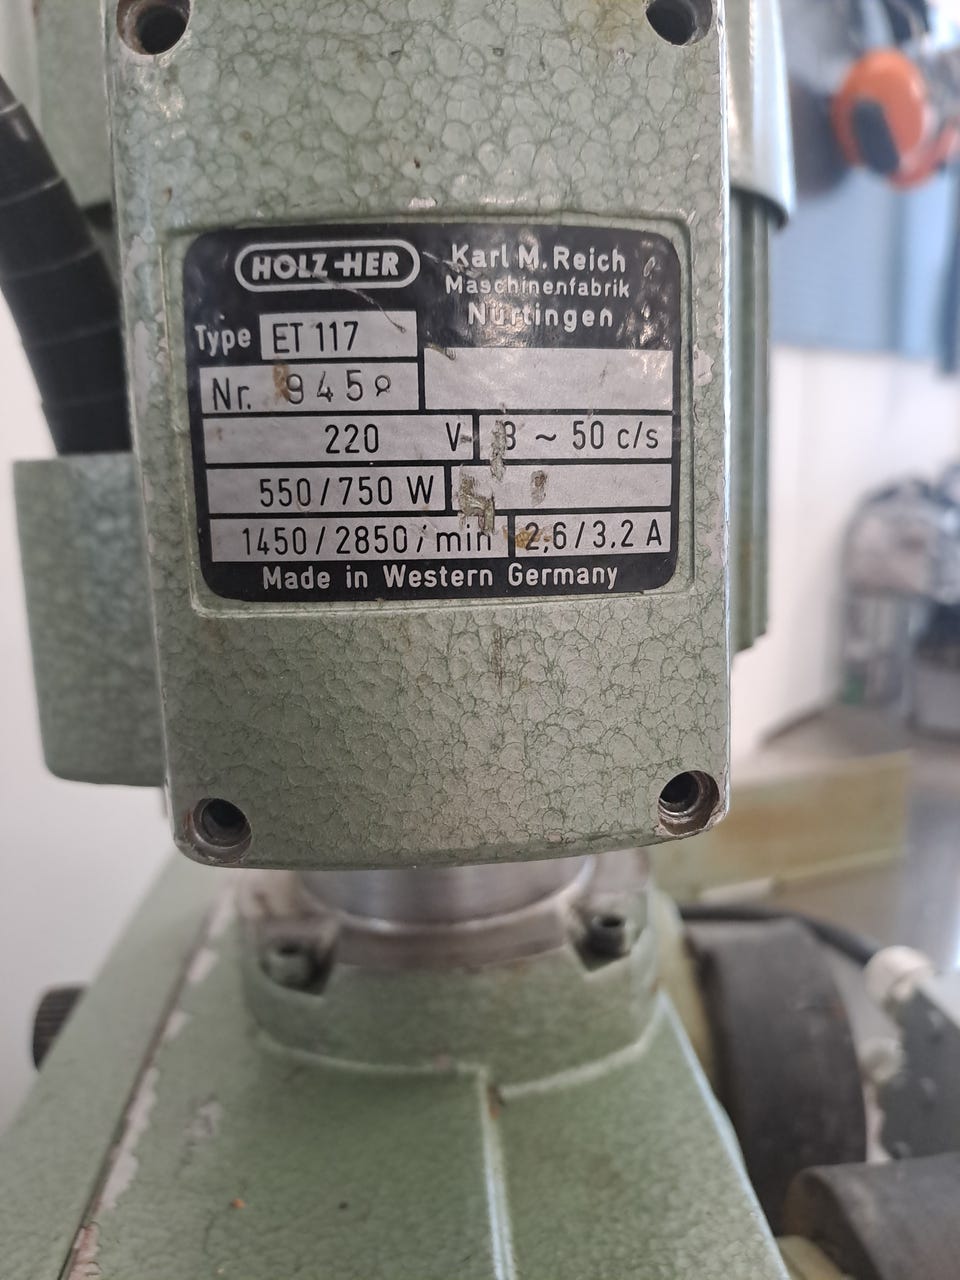 HOLZ-HER
Karl M. Reich
Maschinenfabrik
Nürtingen
Type ET 117
Nr. 945
220 V 3 ~ 50 c/s
550/750 W
1450/2850/min 2,6/3,2 A
Made in Western Germany